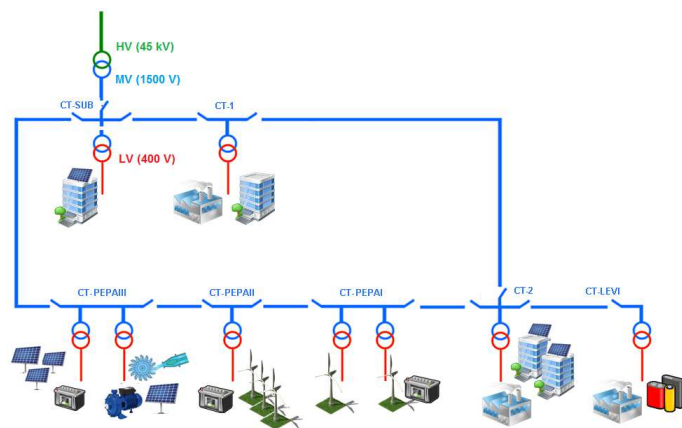 HV (45 kV)
MV (1500 V)
CT-SUB
CT-1
LV (400 V)
CT-PEPAIII
CT-PEPAII
CT-PEPAI
CT-2
CT-LEVI